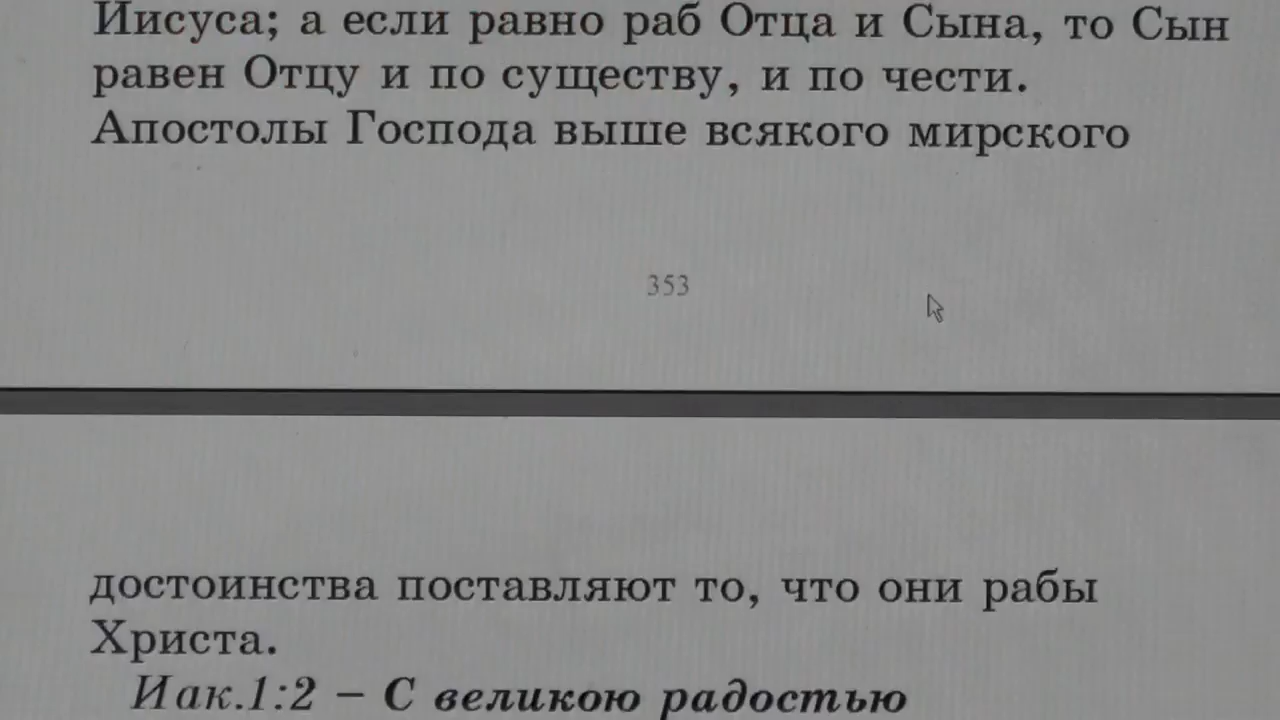 Иисуса; а если равно раб Отца и Сына, то Сын
равен Отцу и по существу, и по чести.
Апостолы Господа выше всякого мирского
353
достоинства поставляют то, что они рабы
Христа.
Иак.1:2 – С великою радостью